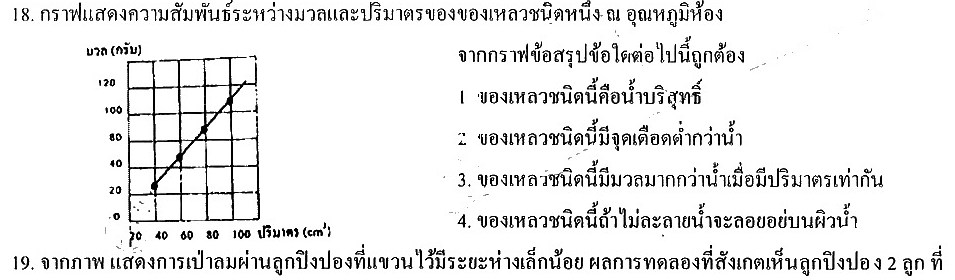 18. กราฟแสดงความสัมพันธ์ระหว่างมวลและปริมาตรของของเหลวชนิดหนึ่ง ณ อุณหภูมิห้อง
มวล (กรัม)
120
100
80
40
20
0
20 40 60 80 100 ปริมาตร (cm³)
จากกราฟข้อสรุปข้อใดต่อไปนี้ถูกต้อง
1 ของเหลวชนิดนี้คือน้ำบริสุทธิ์
2 ของเหลวชนิดนี้มีจุดเดือดต่ำกว่าน้ำ
3. ของเหลวชนิดนี้มีมวลมากกว่าน้ำเมื่อมีปริมาตรเท่ากัน
4. ของเหลวชนิดนี้ถ้าไม่ละลายน้ำจะลอยอยู่บนผิวน้ำ
19. จากภาพ แสดงการเป่าลมผ่านลูกปิงปองที่แขวนไว้มีระยะห่างเล็กน้อย ผลการทดลองที่สังเกตเห็นลูกปิงปอง 2 ลูก ที่